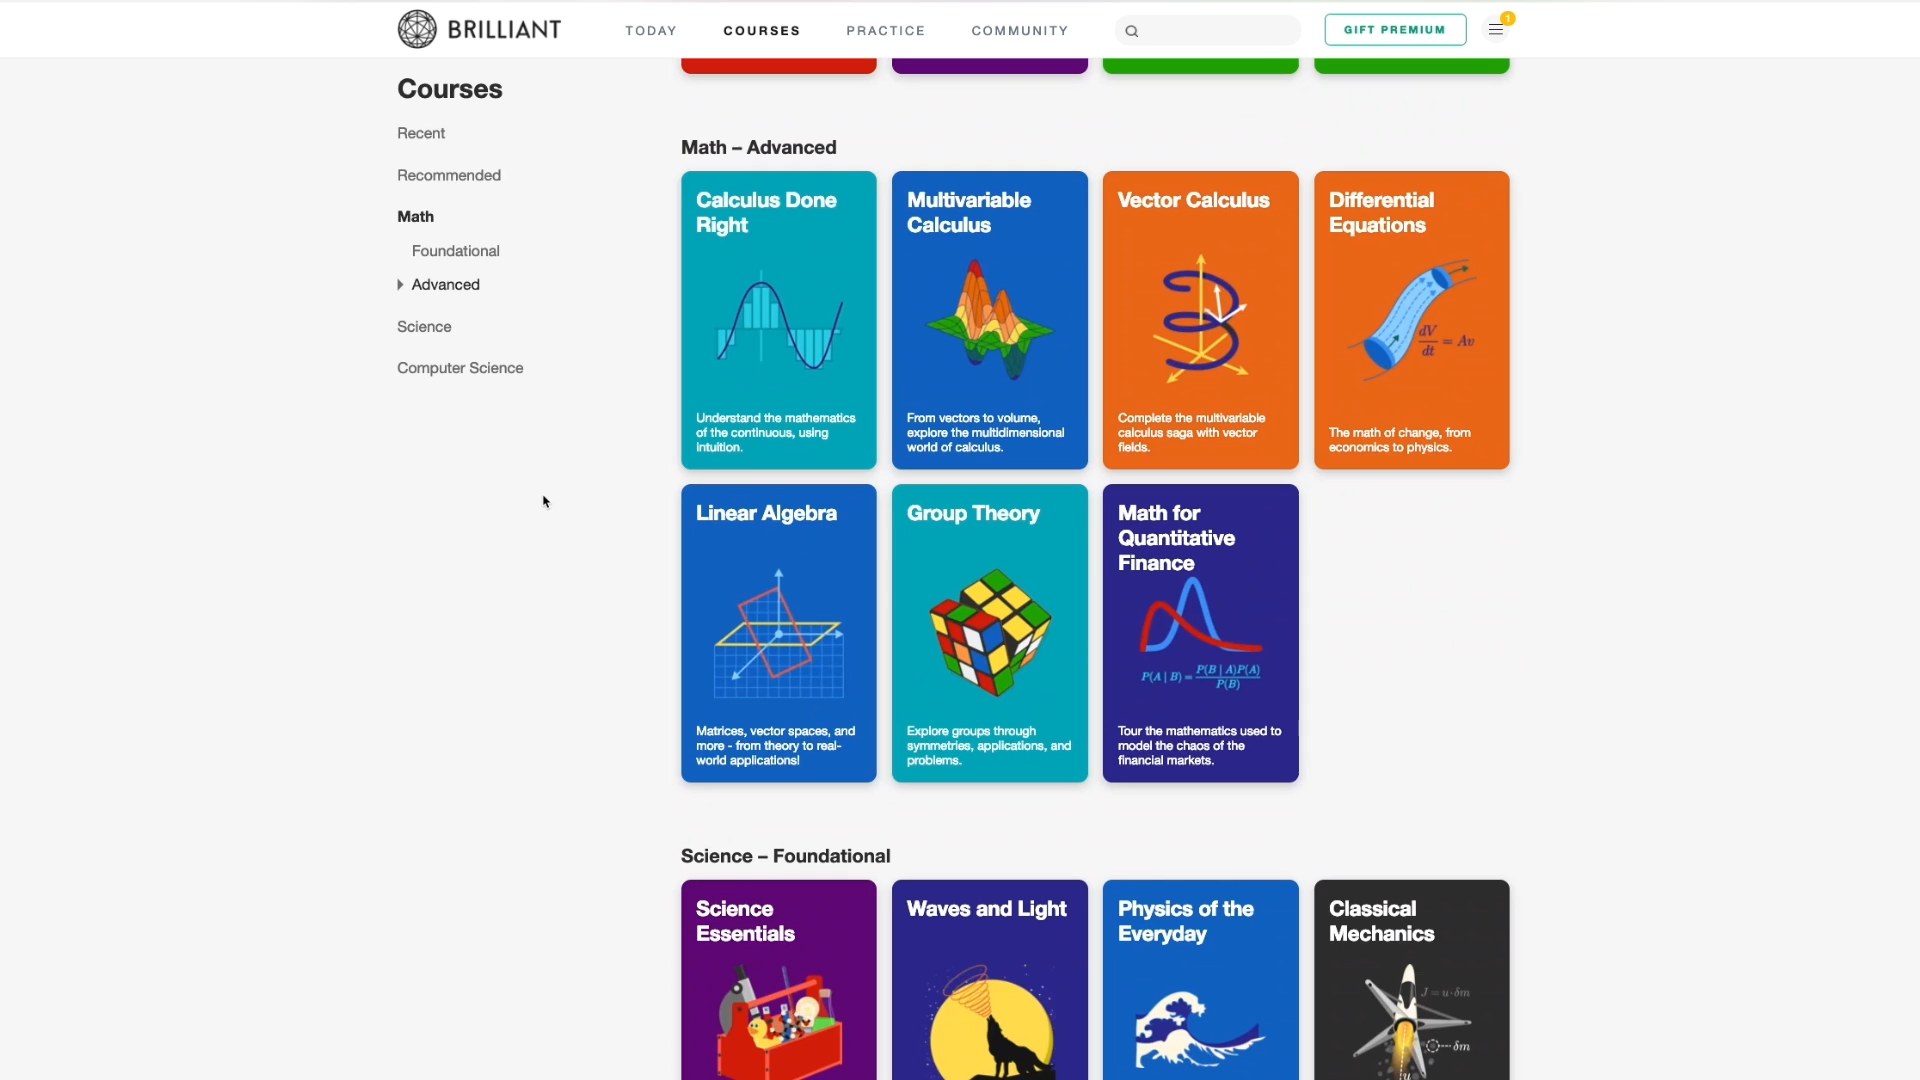 BRILLIANT
TODAY
COURSES
PRACTICE
COMMUNITY
GIFT PREMIUM
1
Courses
Recent
Recommended
Math
Foundational
Advanced
Science
Computer Science
Math – Advanced
Calculus Done
Right
Understand the mathematics
of the continuous, using
intuition.
Multivariable
Calculus
From vectors to volume,
explore the multidimensional
world of calculus.
Vector Calculus
Complete the multivariable
calculus saga with vector
fields.
Differential
Equations
dV/dt = Av
The math of change, from
economics to physics.
Linear Algebra
Matrices, vector spaces, and
more - from theory to real-
world applications!
Group Theory
Explore groups through
symmetries, applications, and
problems.
Math for
Quantitative
Finance
P(A | B) = P(B | A)P(A)/P(B)
Tour the mathematics used to
model the chaos of the
financial markets.
Science – Foundational
Science
Essentials
Waves and Light
Physics of the
Everyday
Classical
Mechanics
J = u · δm
δm
u